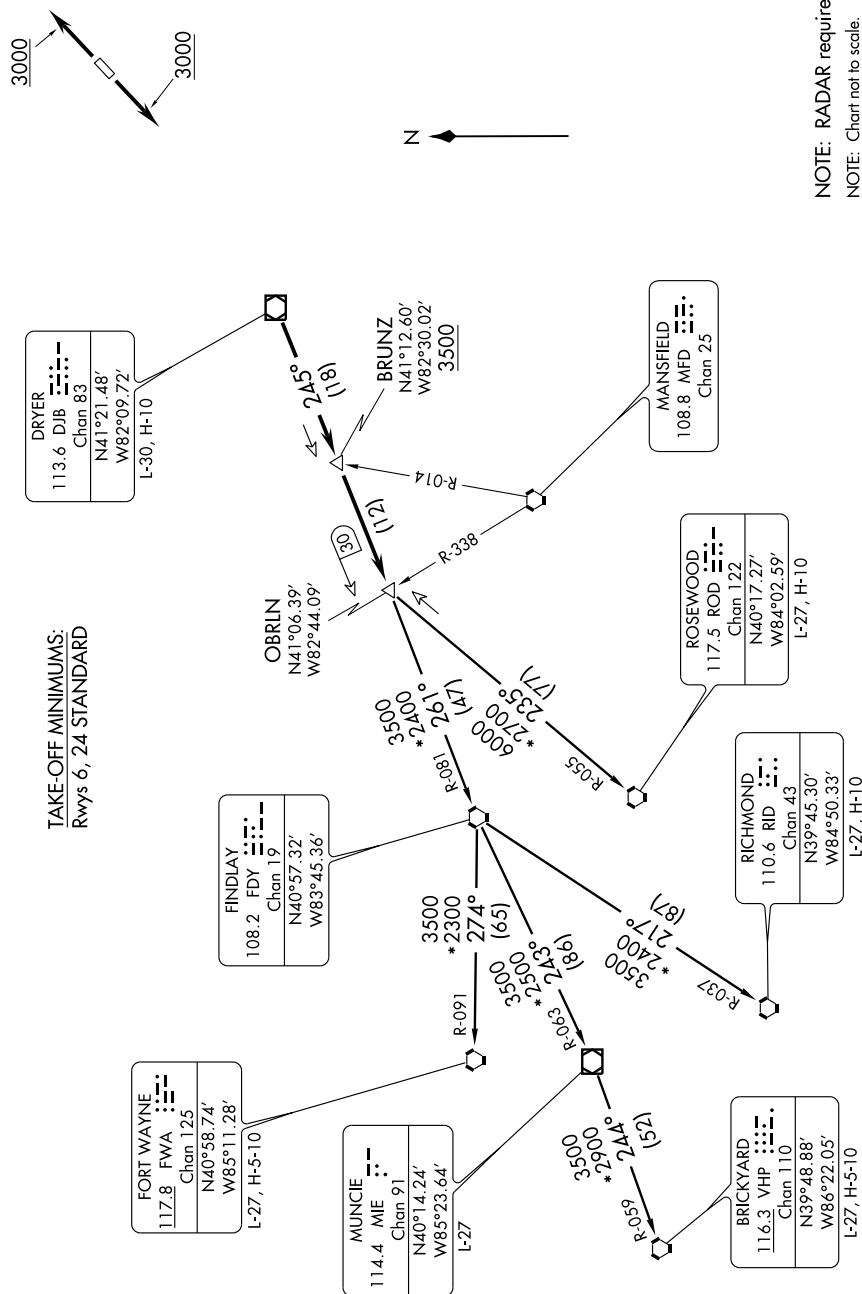 TAKE-OFF MINIMUMS:
Rwys 6, 24 STANDARD
3000
3000
N
NOTE: RADAR require
NOTE: Chart not to scale.
DRYER
113.6 DJB
Chan 83
N41°21.48′
W82°09.72′
L-30, H-10
245°
(18)
BRUNZ
N41°12.60′
W82°30.02′
3500
(12)
30
OBRLN
N41°06.39′
W82°44.09′
R-014
R-338
MANSFIELD
108.8 MFD
Chan 25
3500
*2400
261°
(47)
R-081
6000
*2700
235°
(77)
R-055
ROSEWOOD
117.5 ROD
Chan 122
N40°17.27′
W84°02.59′
L-27, H-10
FINDLAY
108.2 FDY
Chan 19
N40°57.32′
W83°45.36′
3500
*2300
274°
(65)
R-091
3500
*2500
243°
(86)
R-063
3500
*2400
217°
(87)
R-037
RICHMOND
110.6 RID
Chan 43
N39°45.30′
W84°50.33′
L-27, H-10
FORT WAYNE
117.8 FWA
Chan 125
N40°58.74′
W85°11.28′
L-27, H-5-10
MUNCIE
114.4 MIE
Chan 91
N40°14.24′
W85°23.64′
L-27
3500
*2900
244°
(52)
R-059
BRICKYARD
116.3 VHP
Chan 110
N39°48.88′
W86°22.05′
L-27, H-5-10